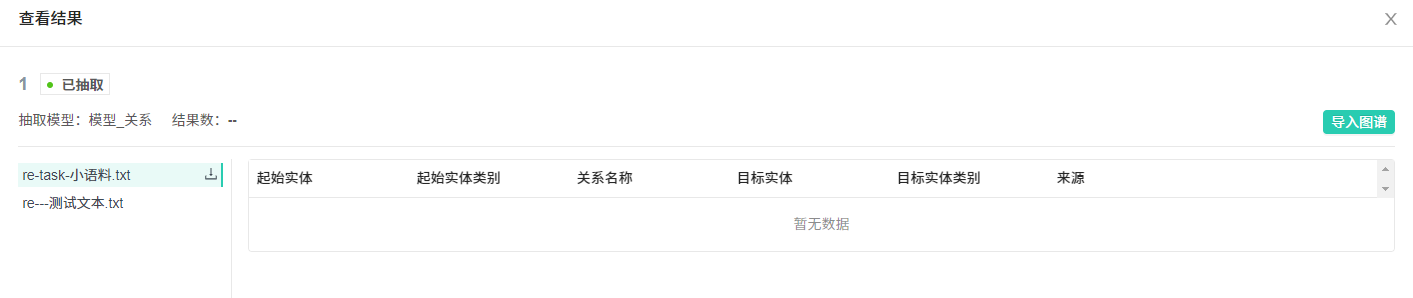 查看结果
1 已抽取
抽取模型：模型_关系 结果数：--
导入图谱
re-task-小语料.txt
re---测试文本.txt
起始实体 起始实体类别 关系名称 目标实体 目标实体类别 来源
暂无数据